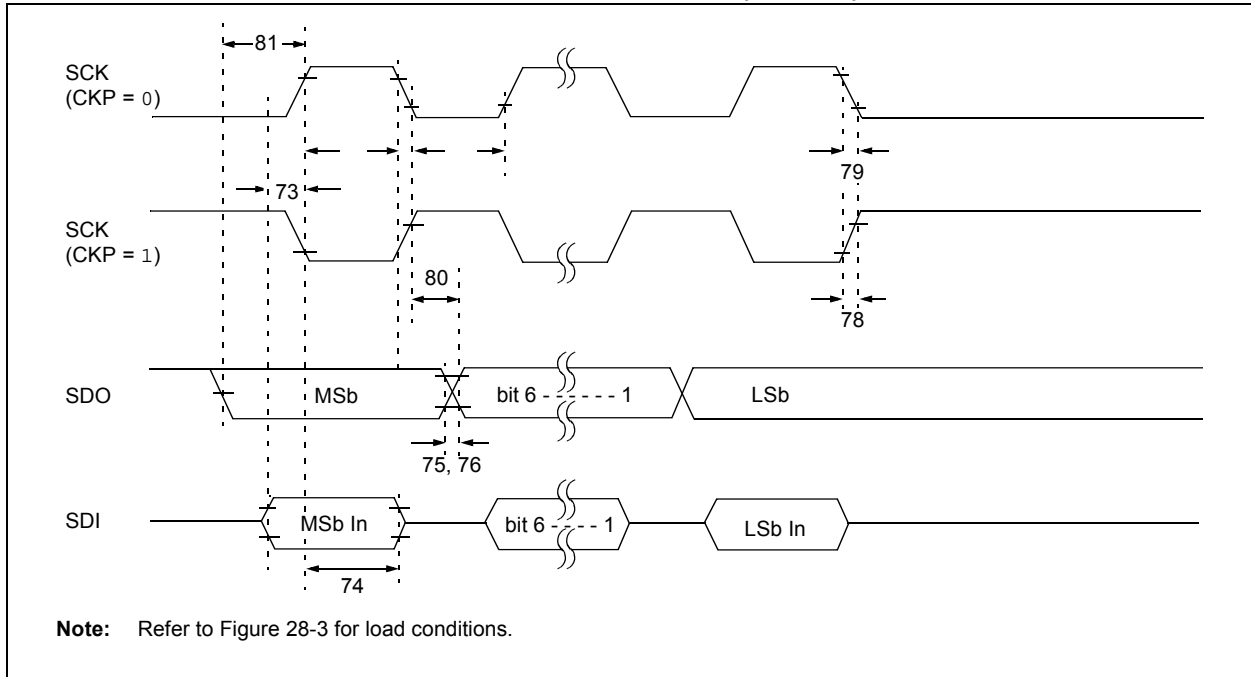 81
SCK
(CKP = 0)
79
73
SCK
(CKP = 1)
80
78
SDO
MSb
bit 6 - - - - - - 1
LSb
75, 76
SDI
MSb In
bit 6 - - - - - 1
LSb In
74
Note: Refer to Figure 28-3 for load conditions.